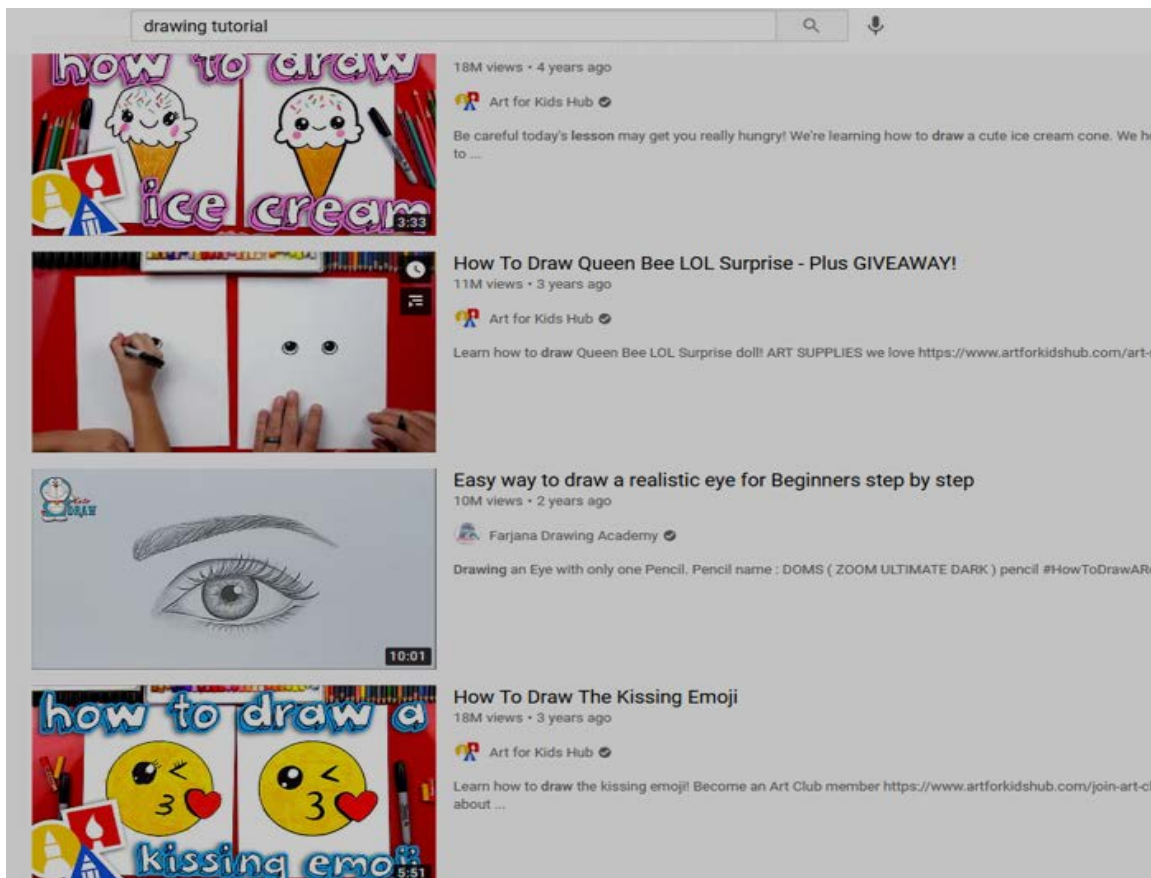 drawing tutorial
how to draw
ice cream
3:33
18M views • 4 years ago
Art for Kids Hub
Be careful today's lesson may get you really hungry! We're learning how to draw a cute ice cream cone. We
to ...
How To Draw Queen Bee LOL Surprise - Plus GIVEAWAY!
11M views • 3 years ago
Art for Kids Hub
Learn how to draw Queen Bee LOL Surprise doll! ART SUPPLIES we love https://www.artforkidshub.com/art-
DRAW
10:01
Easy way to draw a realistic eye for Beginners step by step
10M views • 2 years ago
Farjana Drawing Academy
Drawing an Eye with only one Pencil. Pencil name : DOMS ( ZOOM ULTIMATE DARK ) pencil #HowToDrawAR
how to draw a
kissing emoji
5:51
How To Draw The Kissing Emoji
18M views • 3 years ago
Art for Kids Hub
Learn how to draw the kissing emoji! Become an Art Club member https://www.artforkidshub.com/join-art-
about ...